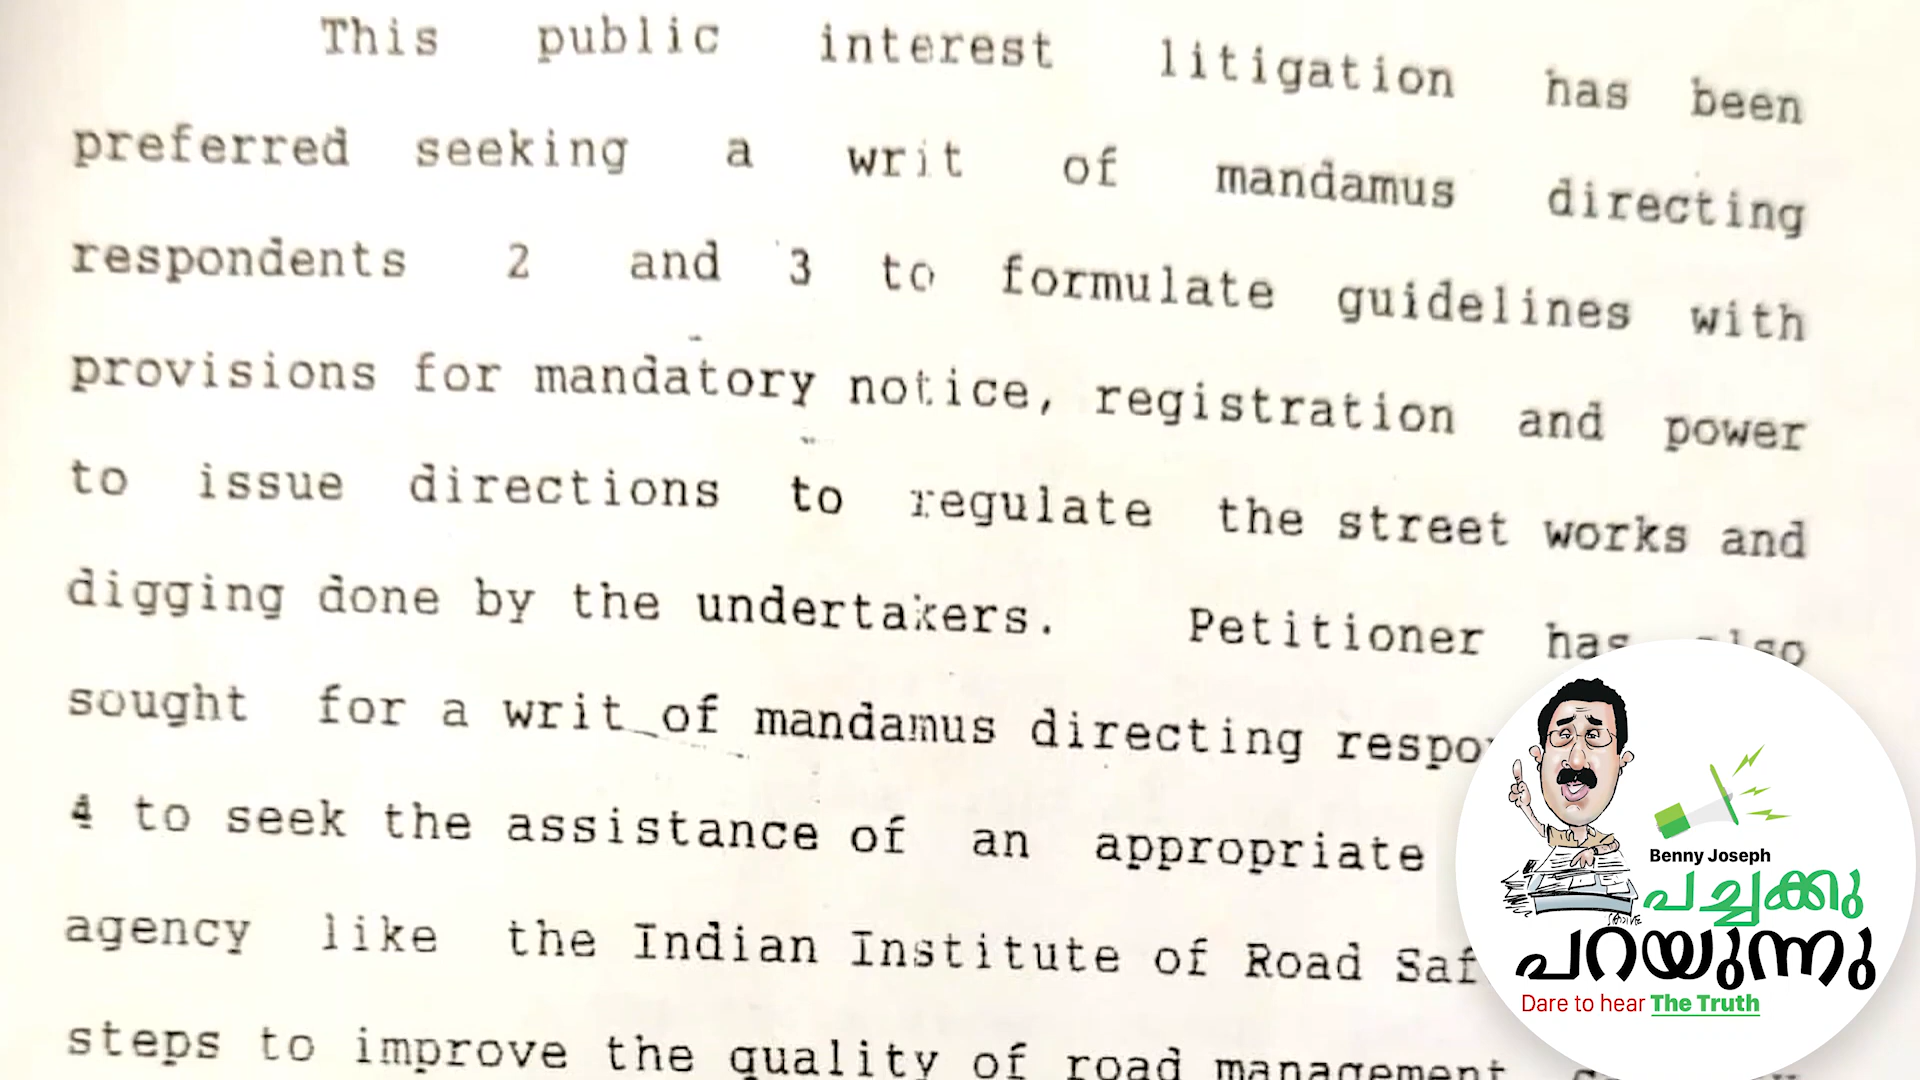 This public interest litigation has been
preferred seeking a writ of mandamus directing
respondents 2 and 3 to formulate guidelines with
provisions for mandatory notice, registration and power
to issue directions to regulate the street works and
digging done by the undertakers. Petitioner has also
sought for a writ of mandamus directing
4 to seek the assistance of an appropriate
agency like the Indian Institute of Road
steps to improve the quality of road management
Benny Joseph
പച്ചക്കു
പറയുന്നു
Dare to hear The Truth